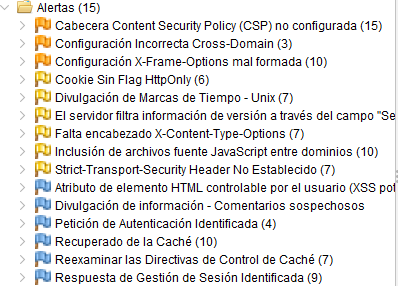 Alertas (15)
Cabecera Content Security Policy (CSP) no configurada (15)
Configuración Incorrecta Cross-Domain (3)
Configuración X-Frame-Options mal formada (10)
Cookie Sin Flag HttpOnly (6)
Divulgación de Marcas de Tiempo - Unix (7)
El servidor filtra información de versión a través del campo "Se
Falta encabezado X-Content-Type-Options (7)
Inclusión de archivos fuente JavaScript entre dominios (10)
Strict-Transport-Security Header No Establecido (7)
Atributo de elemento HTML controlable por el usuario (XSS pot
Divulgación de información - Comentarios sospechosos
Petición de Autenticación Identificada (4)
Recuperado de la Caché (10)
Reexaminar las Directivas de Control de Caché (7)
Respuesta de Gestión de Sesión Identificada (9)